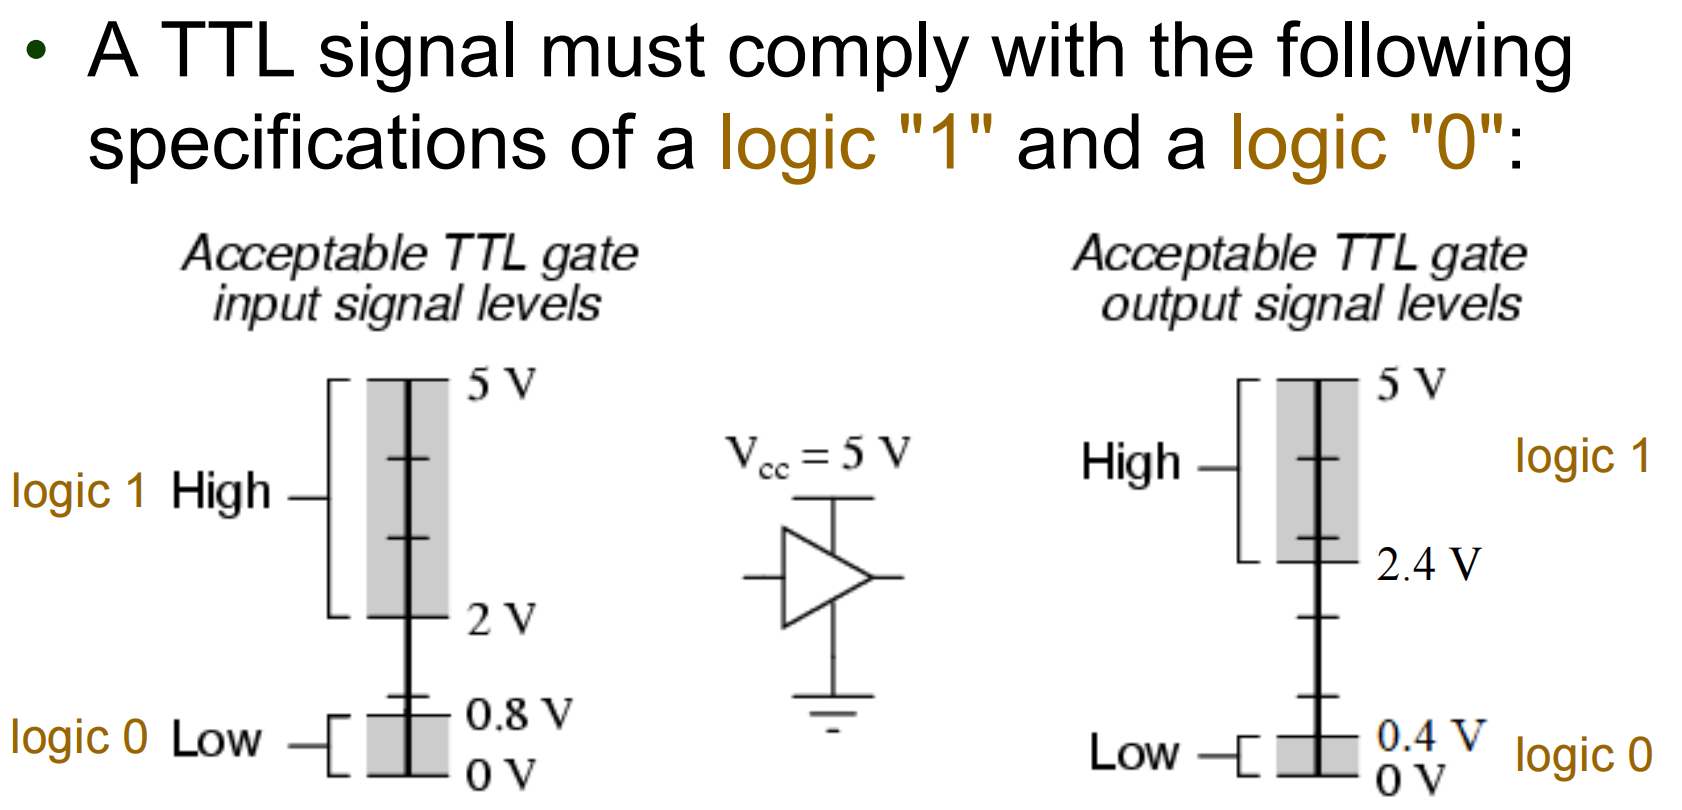 • A TTL signal must comply with the following
specifications of a logic "1" and a logic "0":
Acceptable TTL gate
input signal levels
5 V
logic 1 High
2 V
0.8 V
logic 0 Low
0 V
Vcc = 5 V
Acceptable TTL gate
output signal levels
5 V
High
logic 1
2.4 V
0.4 V
Low
logic 0
0 V